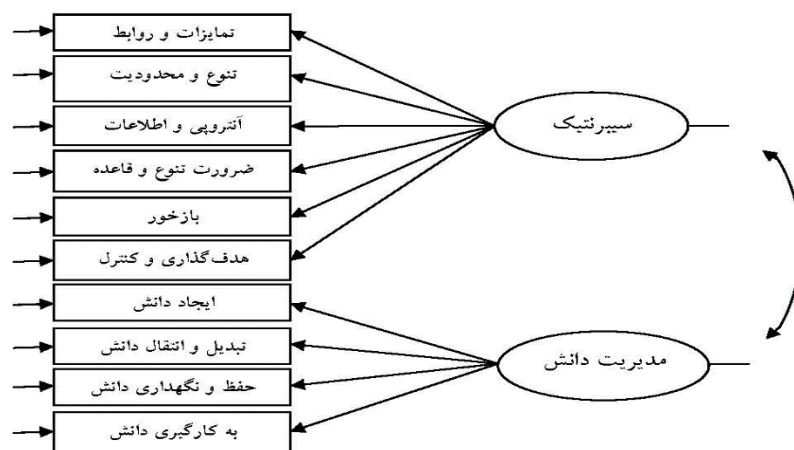 تمایزات و روابط
تنوع و محدودیت
آنتروپی و اطلاعات
ضرورت تنوع و قاعده
بازخور
هدف‌گذاری و کنترل
ایجاد دانش
تبدیل و انتقال دانش
حفظ و نگهداری دانش
به کارگیری دانش
سیبرنتیک
مدیریت دانش